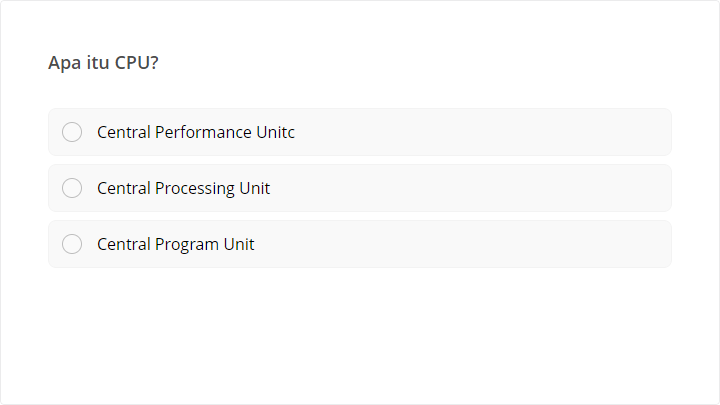 Apa itu CPU?
Central Performance Unitc
Central Processing Unit
Central Program Unit